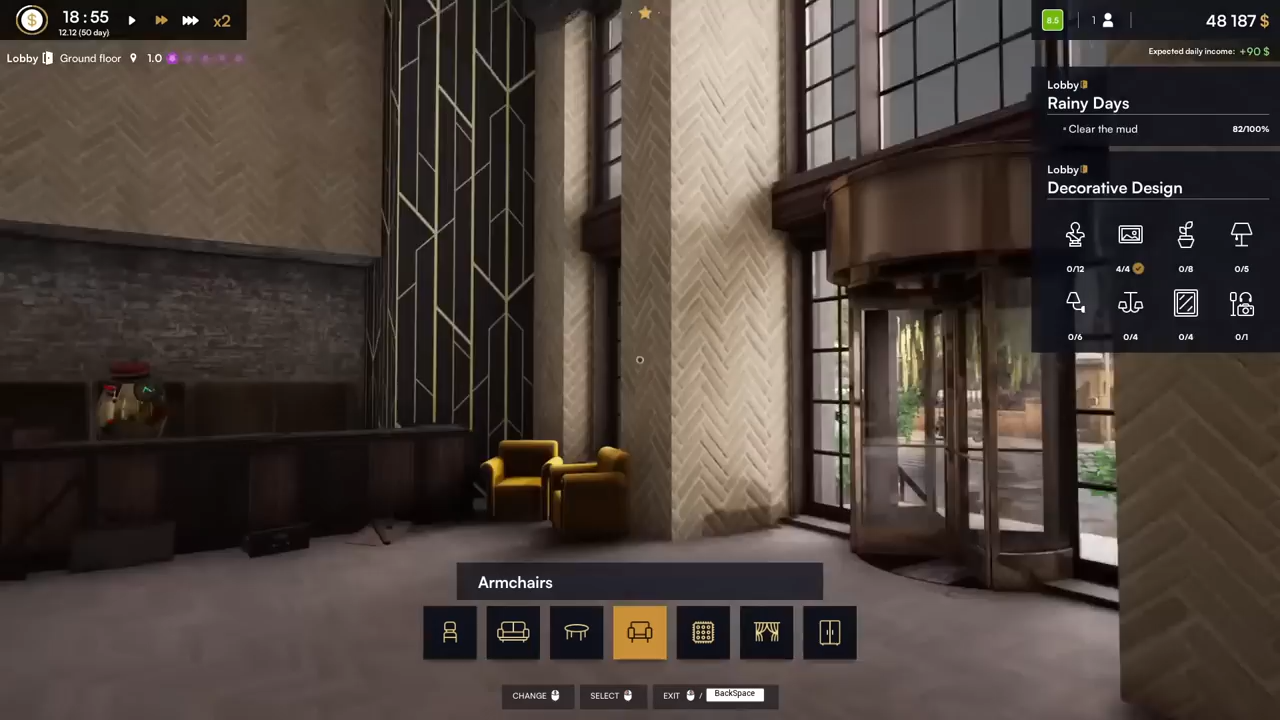 18:55
x2
12.12 (50 day)
Lobby Ground floor 1.0
8.5
1
48 187 $
Expected daily income: +90 $
Lobby
Rainy Days
Clear the mud 82/100%
Lobby
Decorative Design
0/12 4/4 0/8 0/5
0/6 0/4 0/4 0/1
Armchairs
CHANGE SELECT EXIT / BackSpace